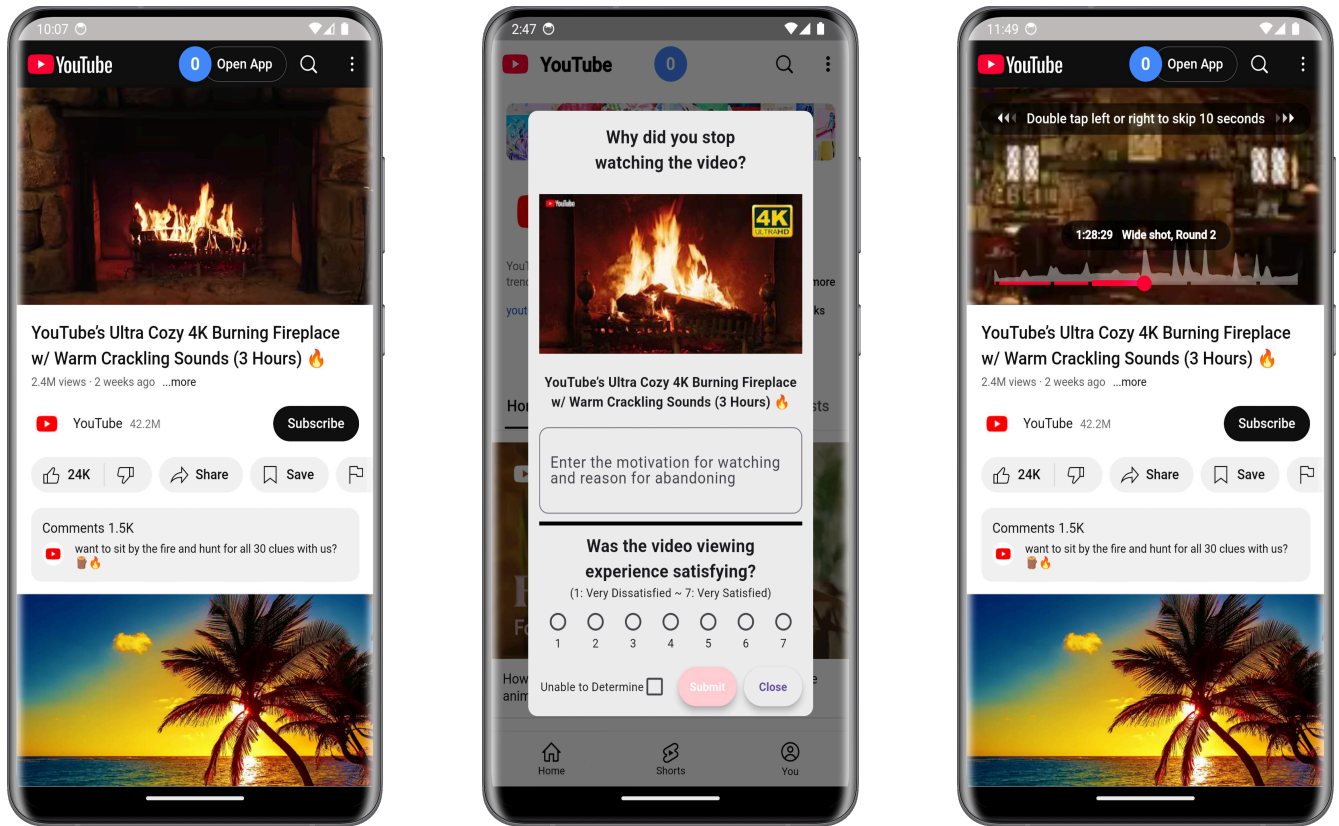 10:07
YouTube
0
Open App
YouTube's Ultra Cozy 4K Burning Fireplace
w/ Warm Crackling Sounds (3 Hours) 🔥
2.4M views · 2 weeks ago ...more
YouTube 42.2M
Subscribe
24K
Share
Save
Comments 1.5K
want to sit by the fire and hunt for all 30 clues with us?
🪵🔥
2:47
YouTube
0
Why did you stop
watching the video?
YouTube
4K
ULTRAHD
YouTube's Ultra Cozy 4K Burning Fireplace
w/ Warm Crackling Sounds (3 Hours) 🔥
Enter the motivation for watching
and reason for abandoning
Was the video viewing
experience satisfying?
(1: Very Dissatisfied ~ 7: Very Satisfied)
1 2 3 4 5 6 7
Unable to Determine
Submit
Close
more
How
Home
Shorts
You
11:49
YouTube
0
Open App
Double tap left or right to skip 10 seconds
1:28:29 Wide shot, Round 2
YouTube's Ultra Cozy 4K Burning Fireplace
w/ Warm Crackling Sounds (3 Hours) 🔥
2.4M views · 2 weeks ago ...more
YouTube 42.2M
Subscribe
24K
Share
Save
Comments 1.5K
want to sit by the fire and hunt for all 30 clues with us?
🪵🔥